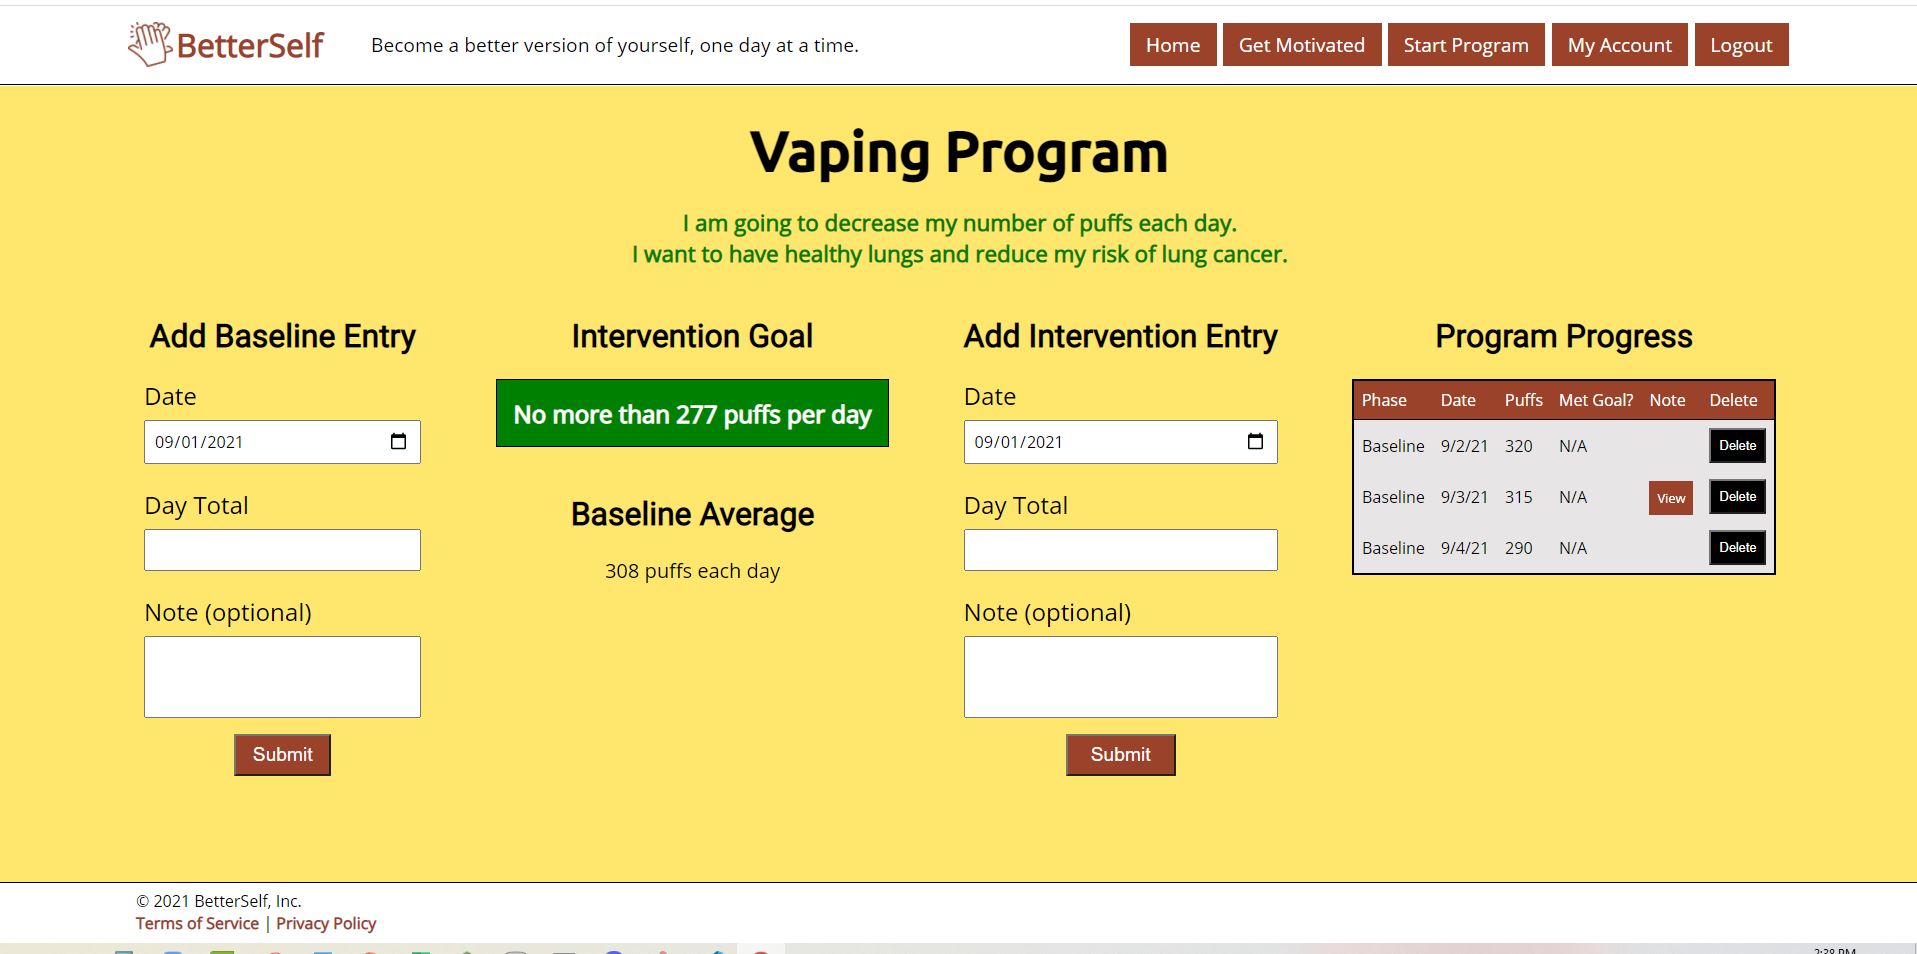 BetterSelf
Become a better version of yourself, one day at a time.
Home
Get Motivated
Start Program
My Account
Logout
Vaping Program
I am going to decrease my number of puffs each day.
I want to have healthy lungs and reduce my risk of lung cancer.
Add Baseline Entry
Date
09/01/2021
Day Total
Note (optional)
Submit
Intervention Goal
No more than 277 puffs per day
Baseline Average
308 puffs each day
Add Intervention Entry
Date
09/01/2021
Day Total
Note (optional)
Submit
Program Progress
Phase Date Puffs Met Goal? Note Delete
Baseline 9/2/21 320 N/A Delete
Baseline 9/3/21 315 N/A View Delete
Baseline 9/4/21 290 N/A Delete
© 2021 BetterSelf, Inc.
Terms of Service | Privacy Policy
2:38 PM